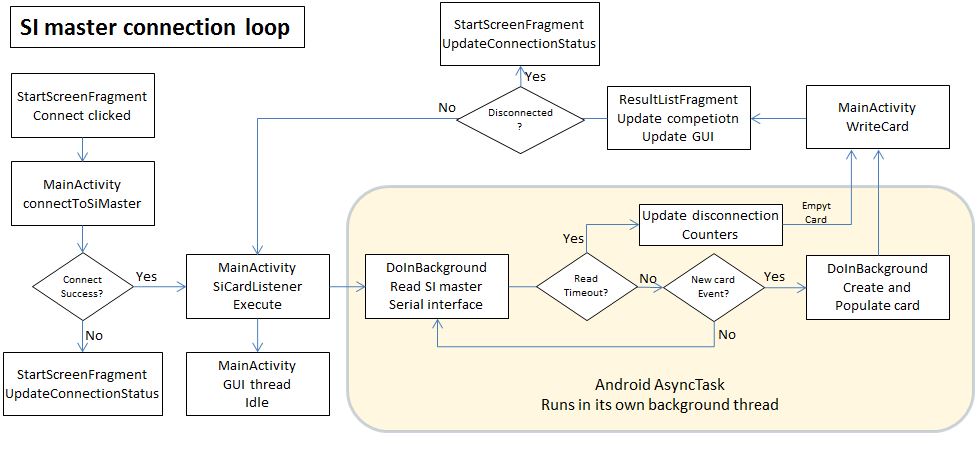 SI master connection loop
StartScreenFragment
UpdateConnectionStatus
Yes
StartScreenFragment
Connect clicked
No
Disconnected
?
ResultListFragment
Update competiotn
Update GUI
MainActivity
WriteCard
MainActivity
connectToSiMaster
Update disconnection
Counters
Empyt
Card
Yes
Connect
Success?
Yes
MainActivity
SiCardListener
Execute
DoInBackground
Read SI master
Serial interface
Read
Timeout?
No
New card
Event?
Yes
DoInBackground
Create and
Populate card
No
No
StartScreenFragment
UpdateConnectionStatus
MainActivity
GUI thread
Idle
Android AsyncTask
Runs in its own background thread